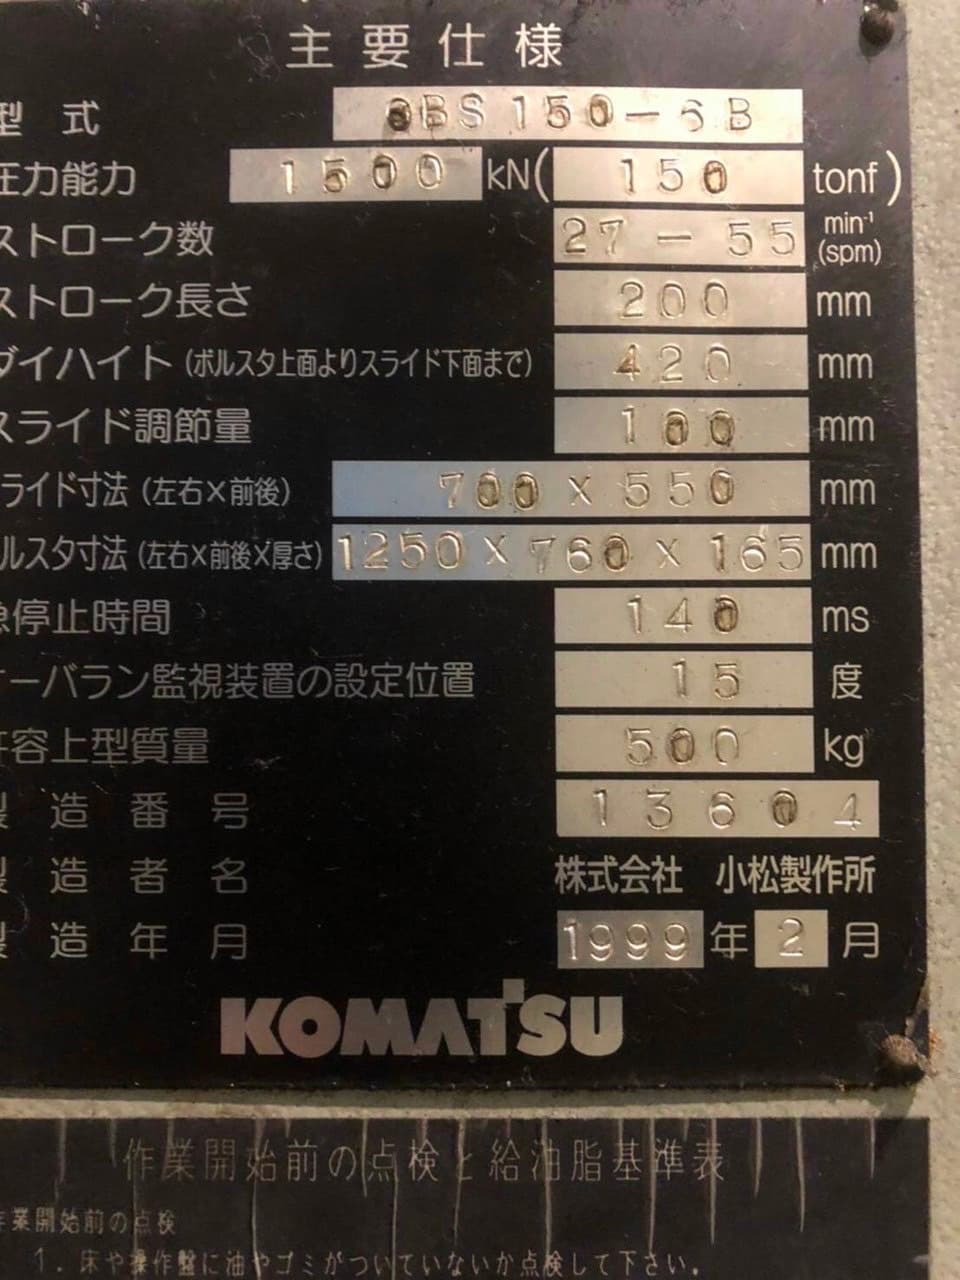 主要仕様
型式 OBS150-6B
圧力能力 1500 kN( 150 tonf)
ストローク数 27-55 min⁻¹ (spm)
ストローク長さ 200 mm
ダイハイト(ボルスタ上面よりスライド下面まで) 420 mm
スライド調節量 100 mm
ライド寸法(左右×前後) 700×550 mm
ルスタ寸法(左右×前後×厚さ) 1250×760×165 mm
急停止時間 140 ms
オーバラン監視装置の設定位置 15 度
許容上型質量 500 kg
製造番号 13604
製造者名 株式会社 小松製作所
製造年月 1999年2月
KOMATSU
作業開始前の点検と給油脂基準表
作業開始前の点検
1. 床や操作盤に油やゴミがついていないか点検して下さい。